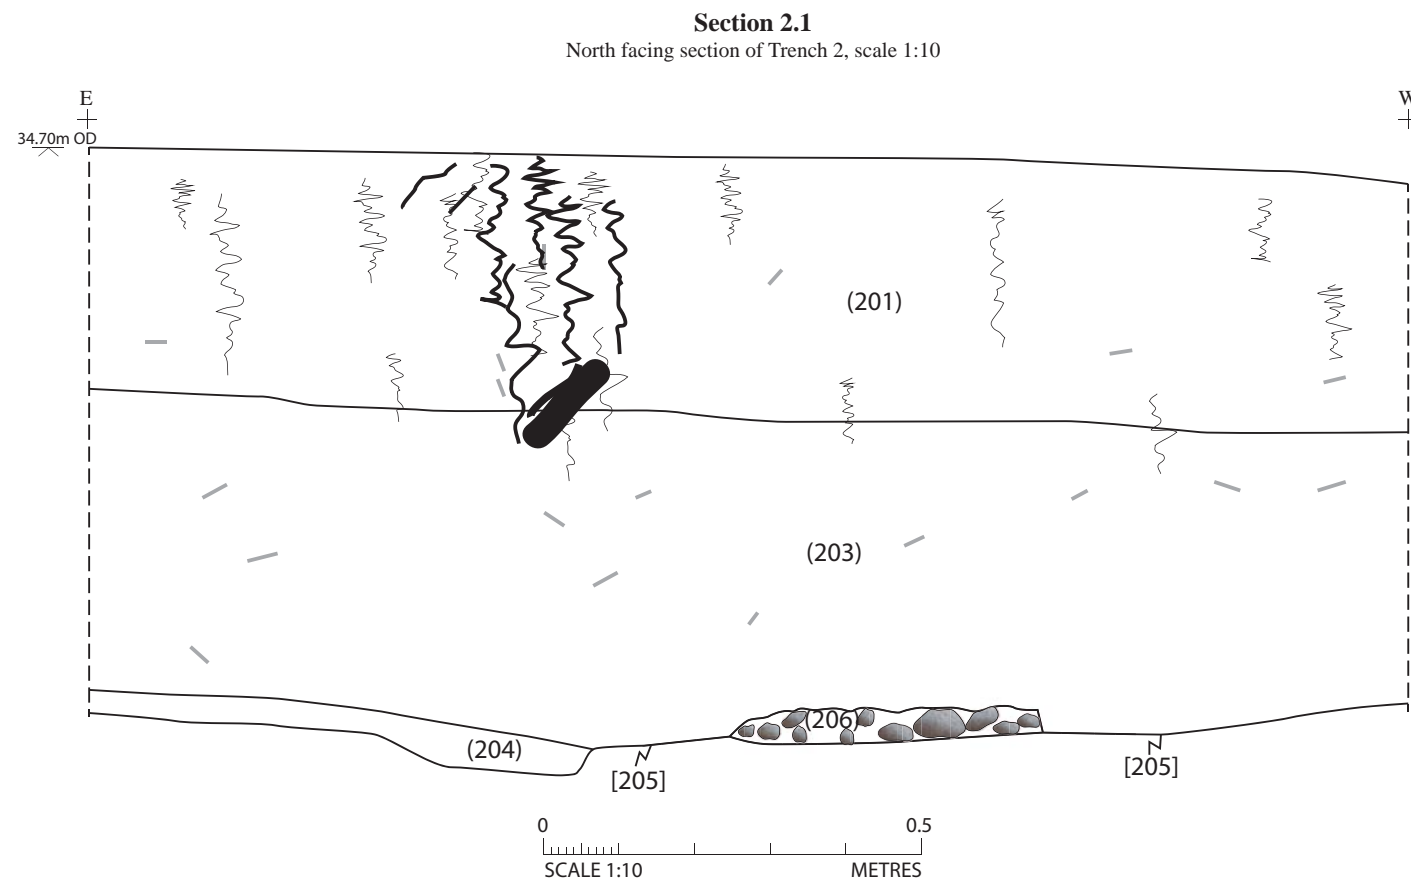 Section 2.1
North facing section of Trench 2, scale 1:10
E
W
34.70m OD
(201)
(203)
(206)
(204)
[205]
[205]
0 0.5
SCALE 1:10 METRES